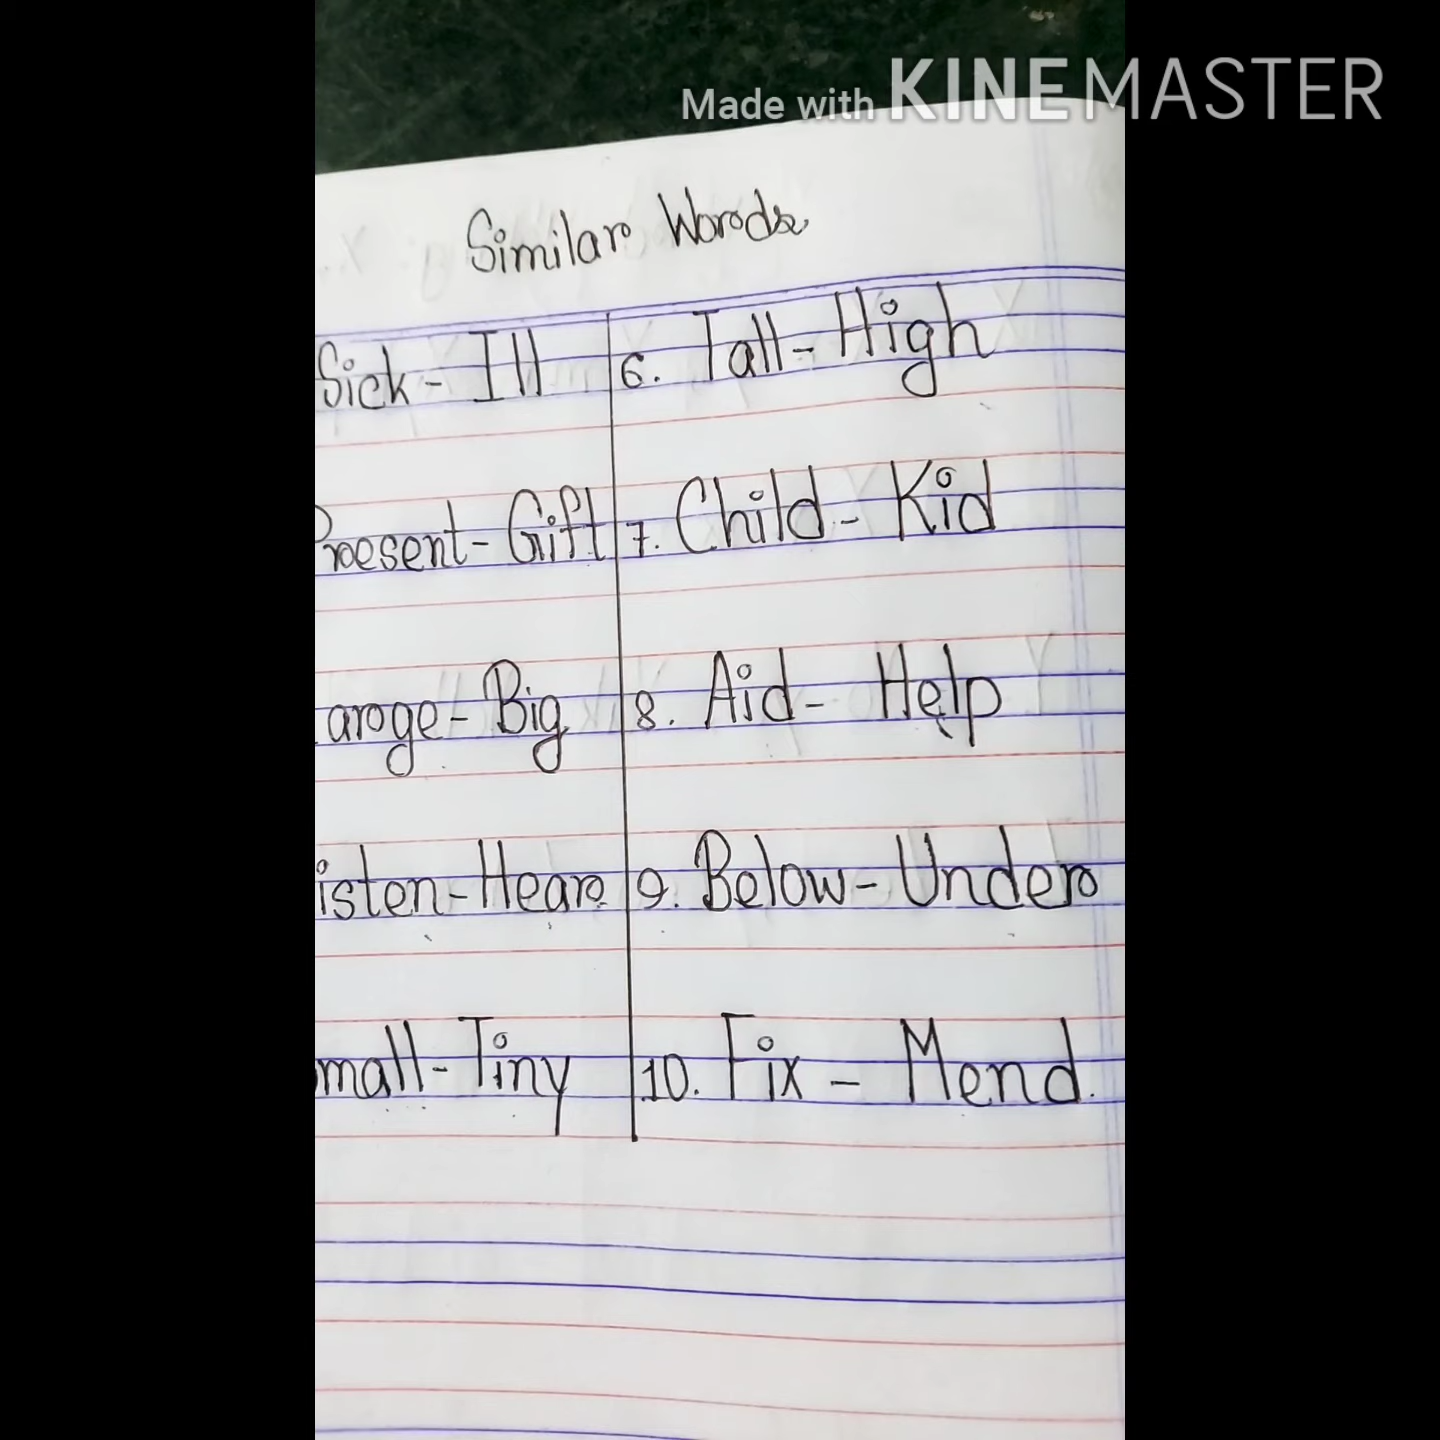 Made with KINEMASTER
Similar Words
Sick - Ill
Present - Gift
arge - Big
isten - Hear
mall - Tiny
6. Tall - High
7. Child - Kid
8. Aid - Help
9. Below - Under
10. Fix - Mend.